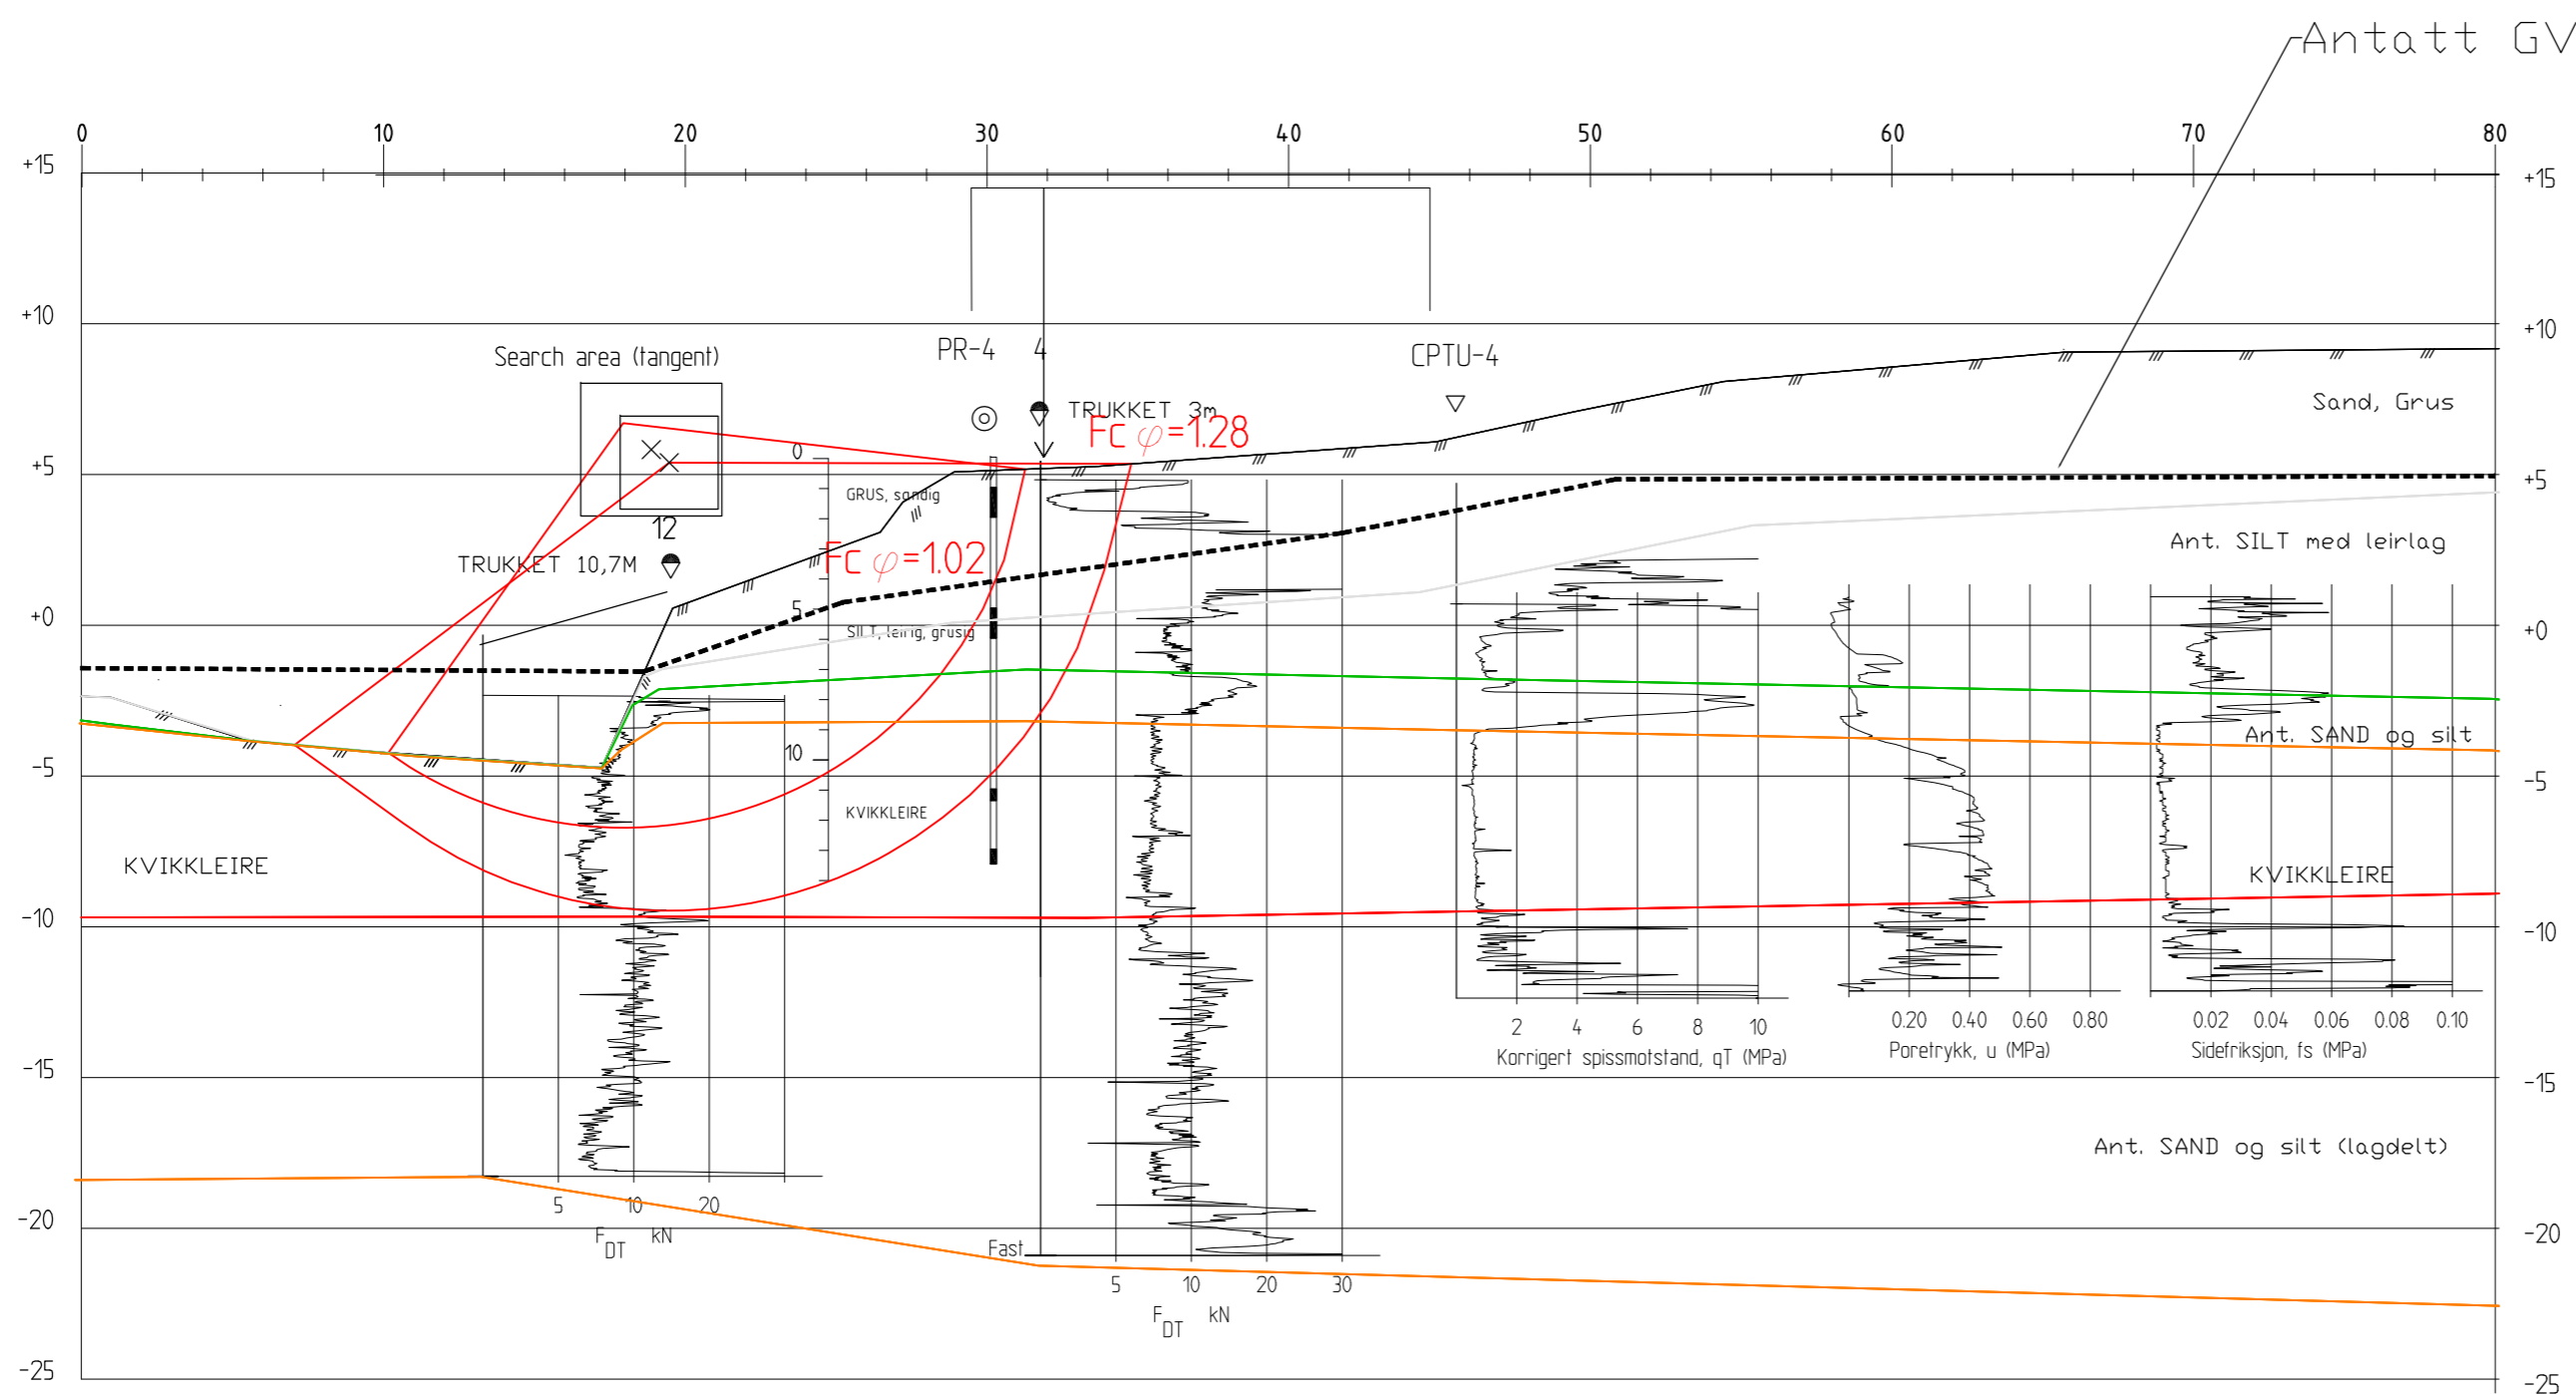 Antatt GV
0 10 20 30 40 50 60 70 80
+15 +15
+10 +10
PR-4 4 CPTU-4
Search area (tangent)
Sand, Grus
TRUKKET 3m
Fc φ=1.28
+5 0 +5
GRUS, sandig
12
Ant. SILT med leirlag
TRUKKET 10,7M
Fc φ=1.02
+0 5 +0
SILT, leirig, grusig
Ant. SAND og silt
10
-5 -5
KVIKKLEIRE
KVIKKLEIRE KVIKKLEIRE
-10 -10
2 4 6 8 10 0.20 0.40 0.60 0.80 0.02 0.04 0.06 0.08 0.10
Korrigert spissmotstand, qT (MPa) Poretrykk, u (MPa) Sidefriksjon, fs (MPa)
-15 -15
Ant. SAND og silt (lagdelt)
5 10 20
-20 -20
FDT kN
Fast
5 10 20 30
FDT kN
-25 -25